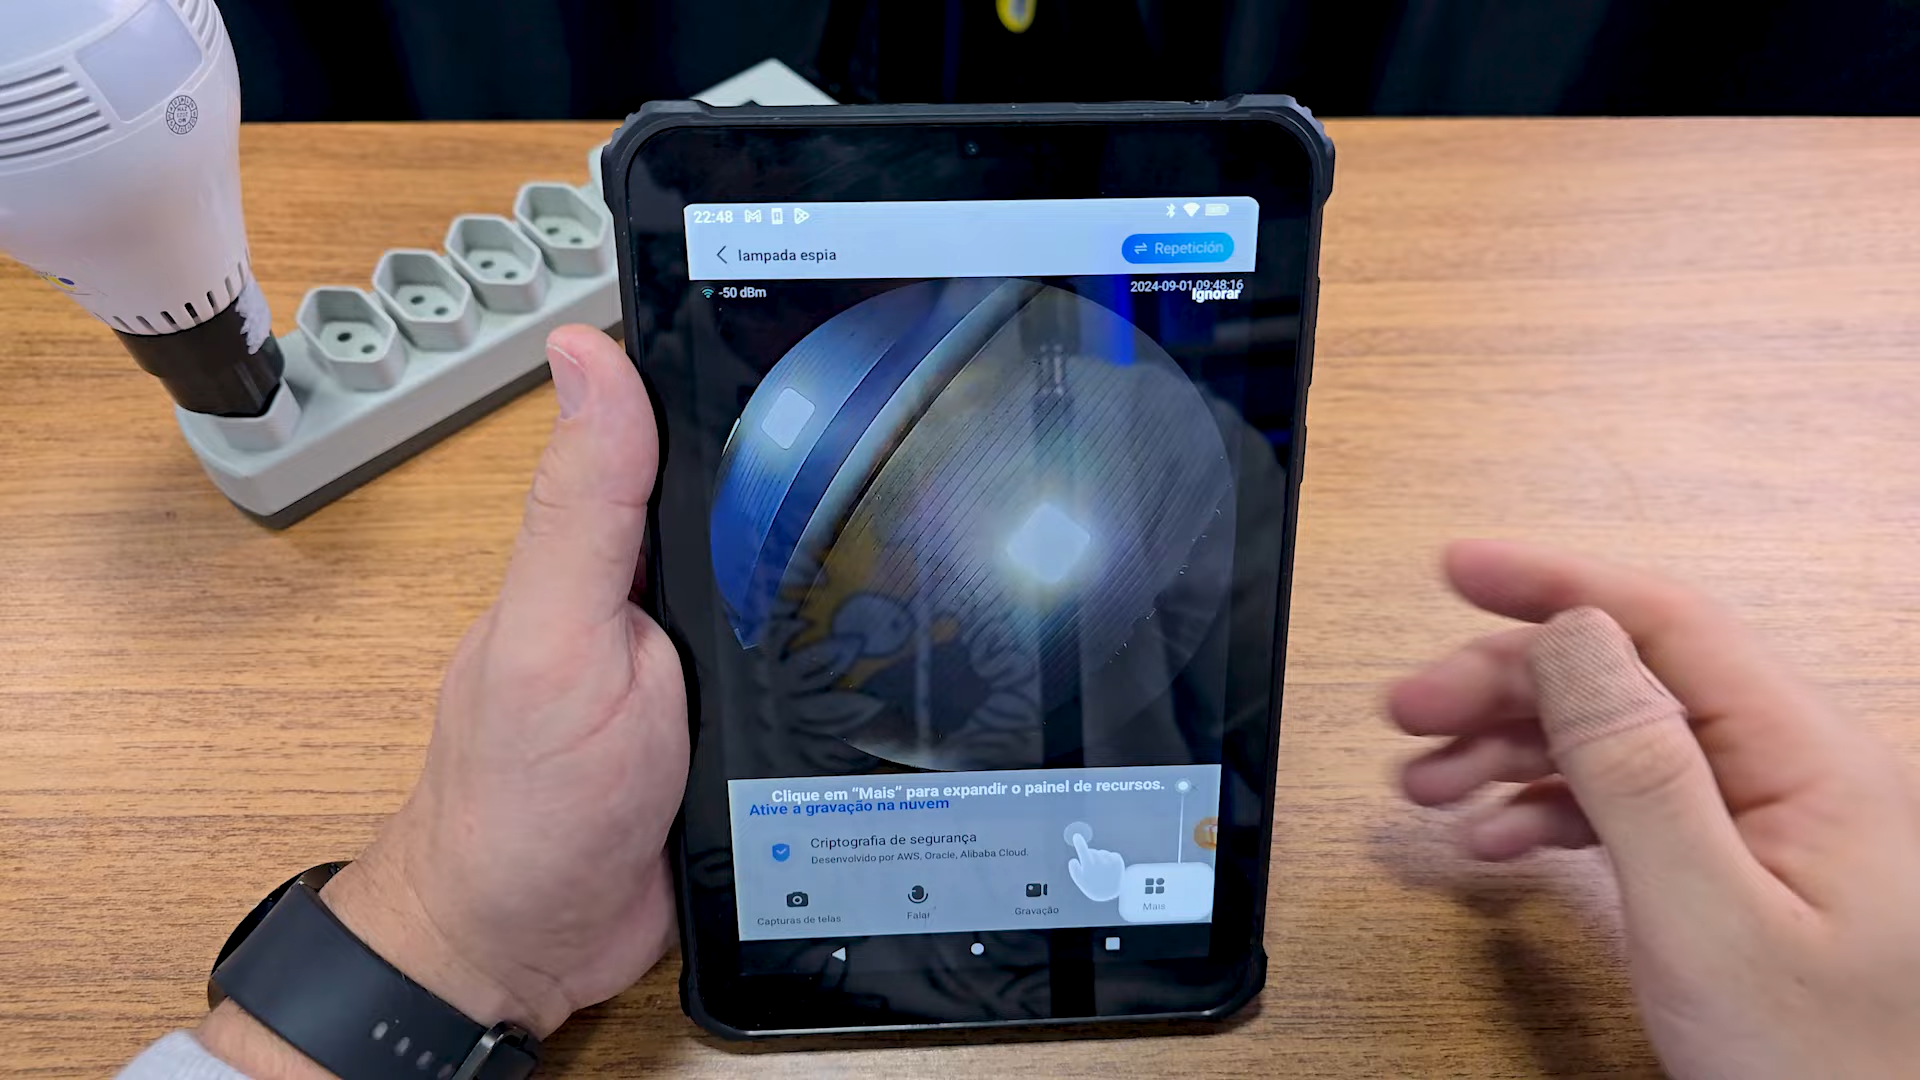 22:48
lampada espia
Repetición
-50 dBm
2024-09-01 09:48:16
Ignorar
Clique em “Mais” para expandir o painel de recursos.
Ative a gravação na nuvem
Criptografia de segurança
Desenvolvido por AWS, Oracle, Alibaba Cloud.
Capturas de telas
Falar
Gravação
Mais